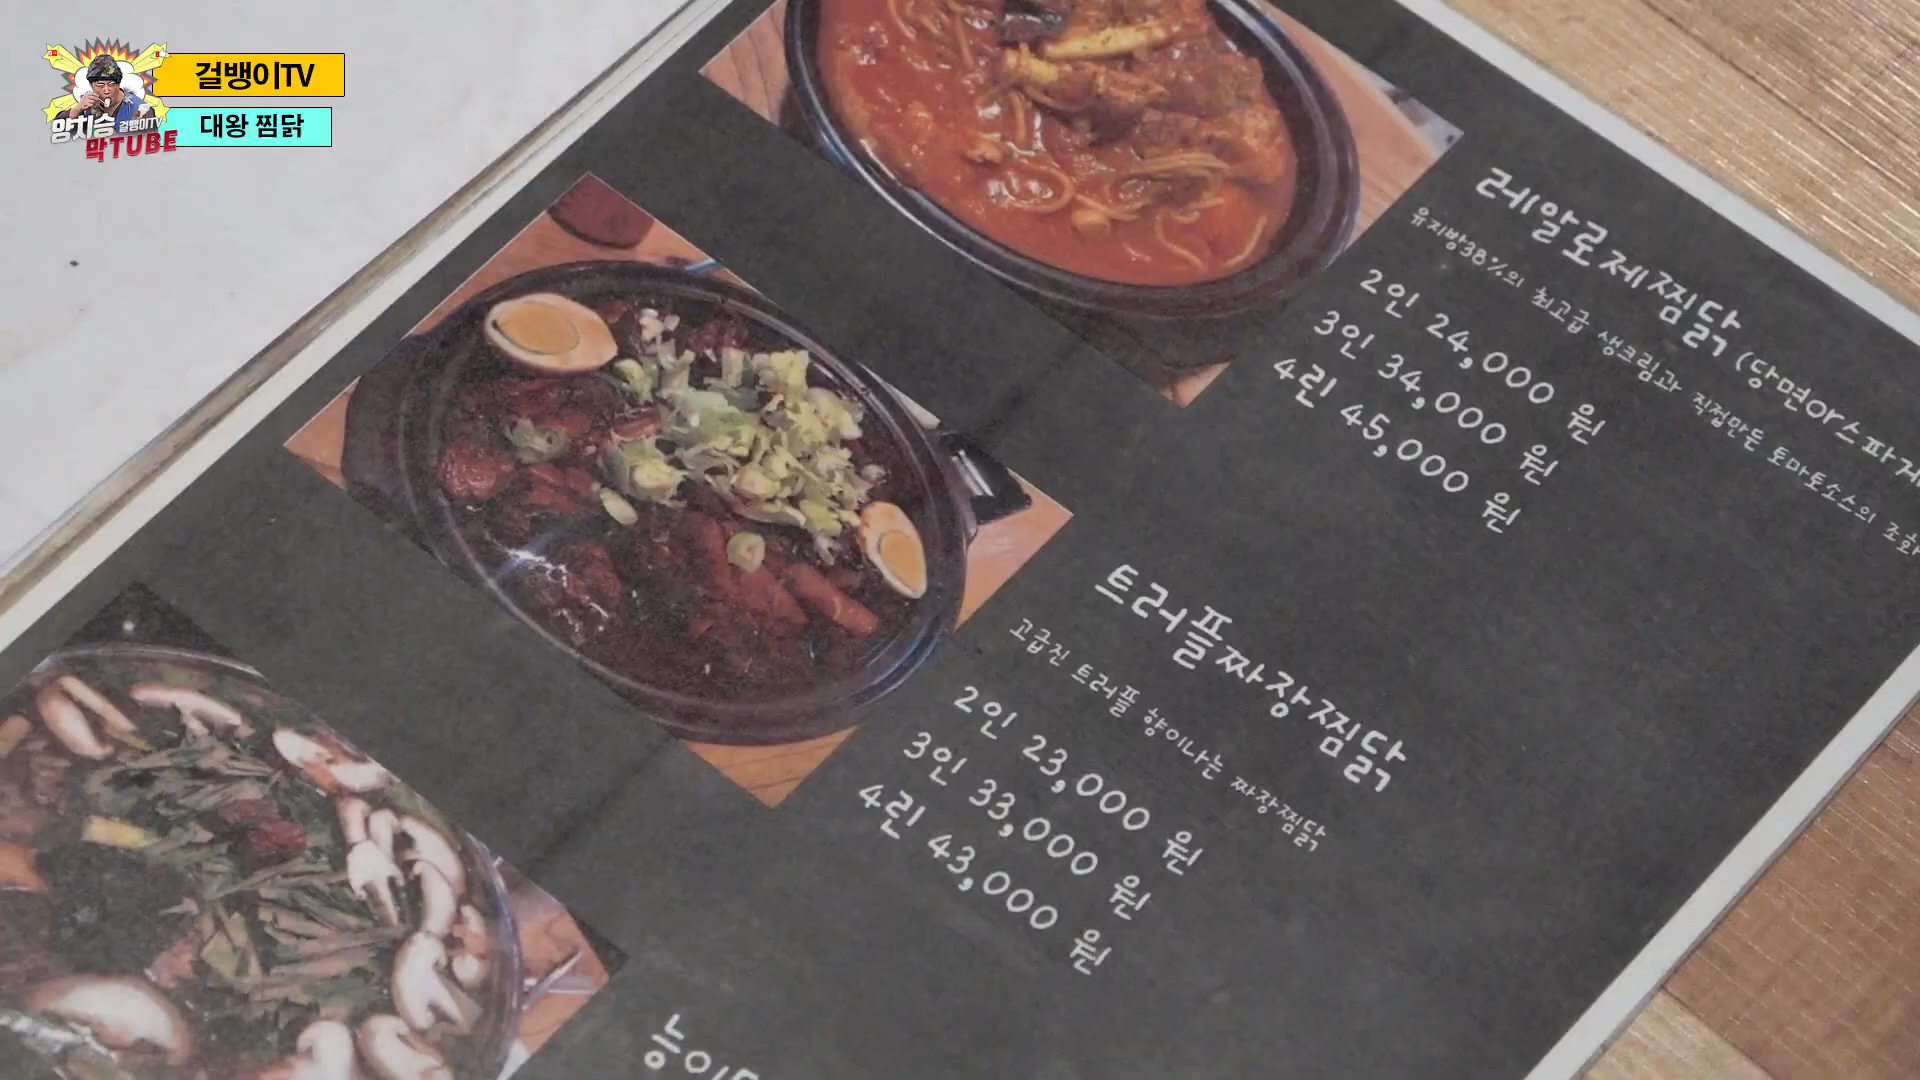 걸뱅이TV
대왕 찜닭
양치승 걸뱅이TV
막TUBE
레알로제찜닭 (당면or스파게
유지방38%의 최고급 생크림과 직접만든 토마토소스의 조화
2인 24,000 원
3인 34,000 원
4인 45,000 원
트러플짜장찜닭
고급진 트러플 향이나는 짜장찜닭
2인 23,000 원
3인 33,000 원
4인 43,000 원
능이